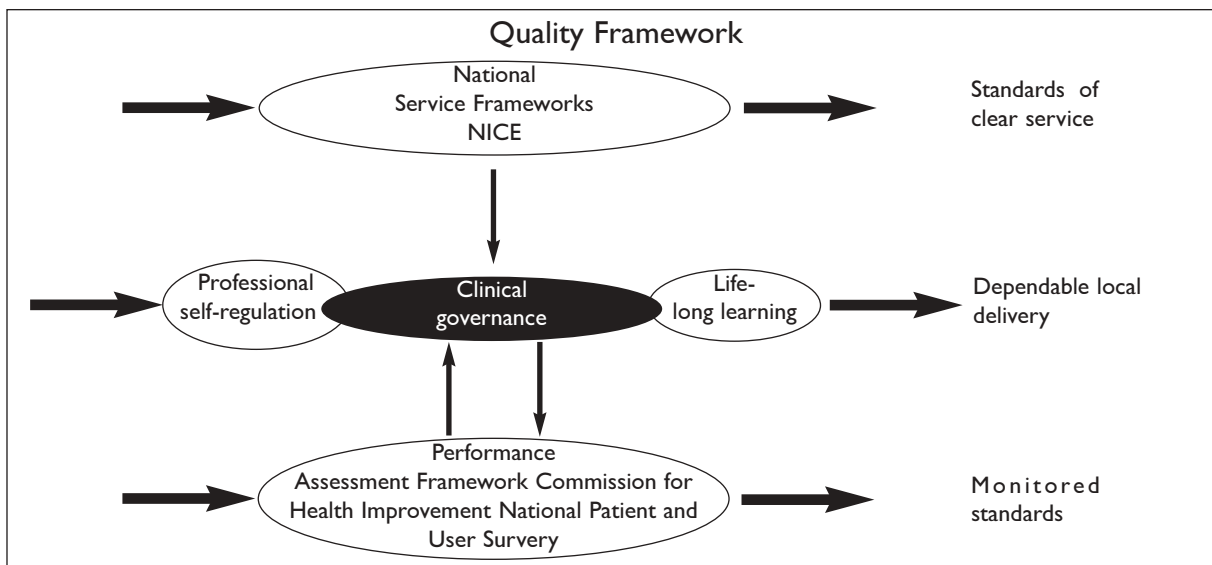 Quality Framework
National
Service Frameworks
NICE
Standards of
clear service
Professional
self-regulation
Clinical
governance
Life-
long learning
Dependable local
delivery
Performance
Assessment Framework Commission for
Health Improvement National Patient and
User Survery
Monitored
standards